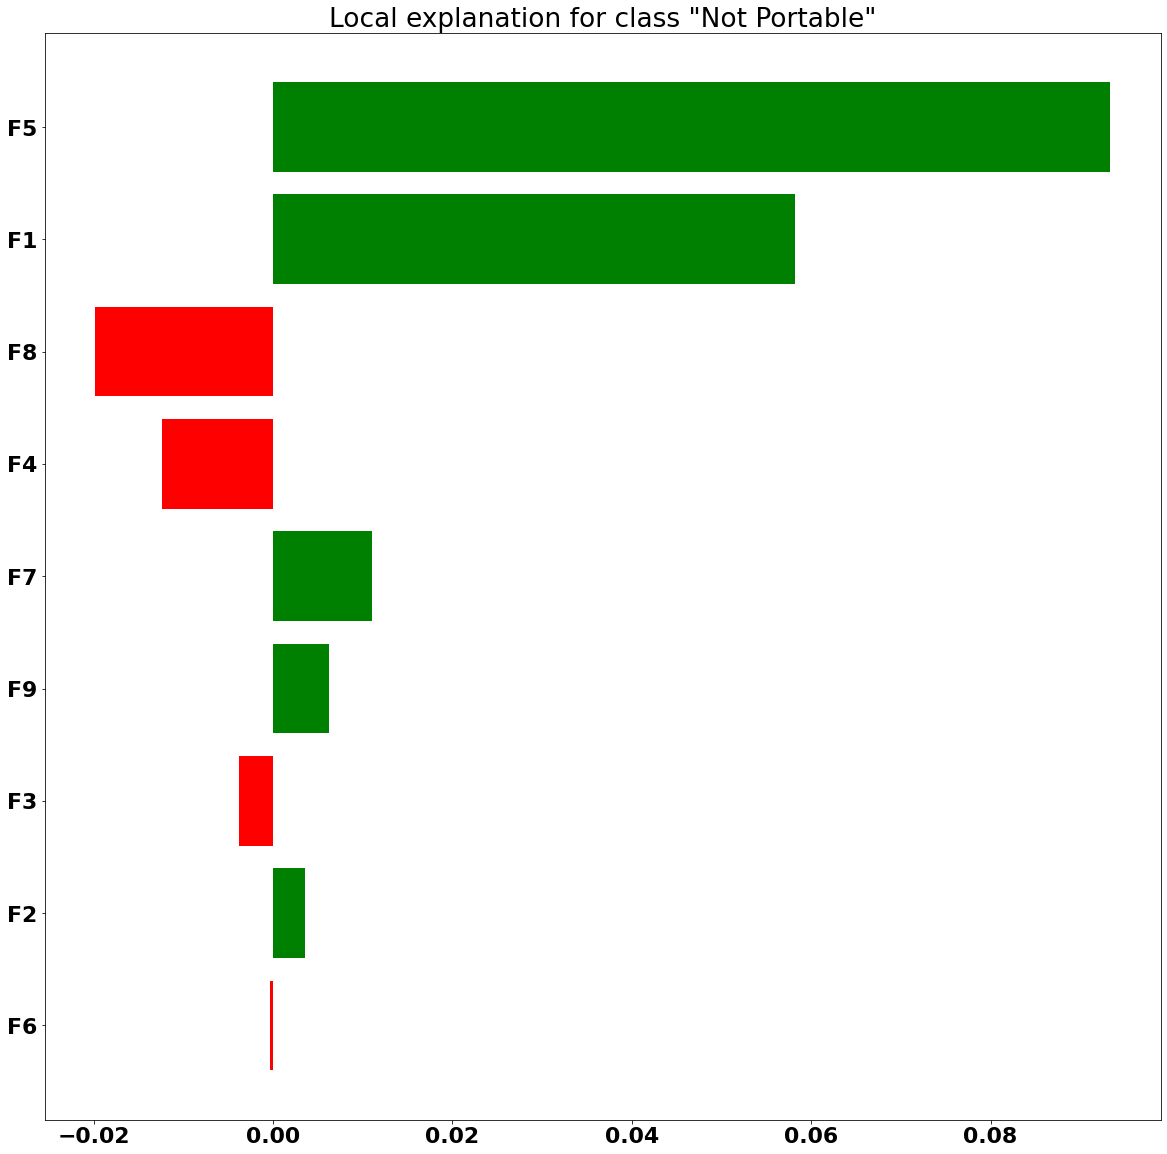 Local explanation for class "Not Portable"
F5
F1
F8
F4
F7
F9
F3
F2
F6
−0.02 0.00 0.02 0.04 0.06 0.08